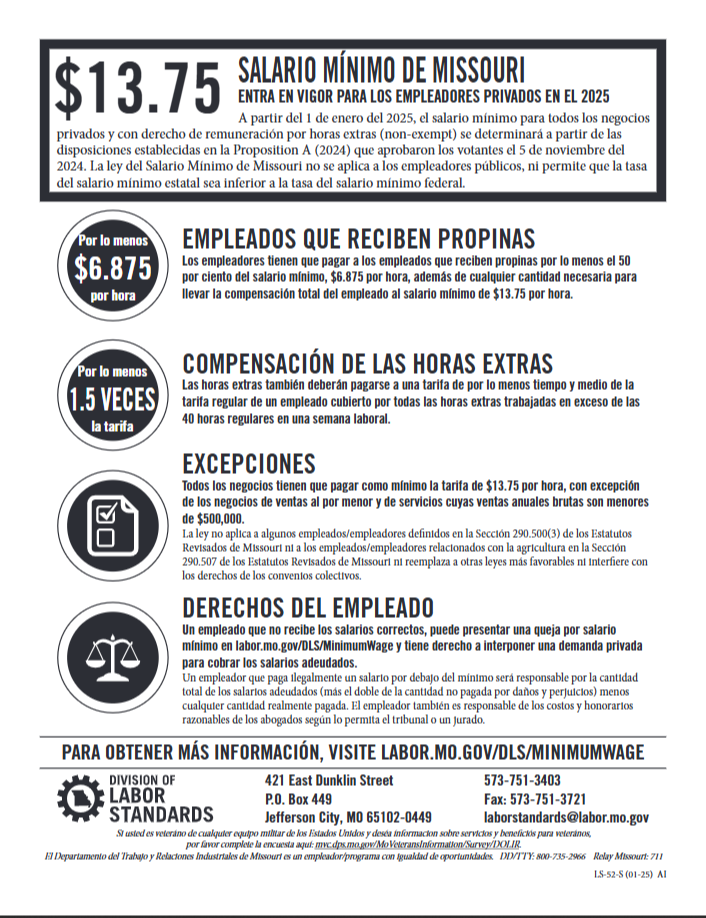 $13.75
SALARIO MÍNIMO DE MISSOURI
ENTRA EN VIGOR PARA LOS EMPLEADORES PRIVADOS EN EL 2025
A partir del 1 de enero del 2025, el salario mínimo para todos los negocios
privados y con derecho de remuneración por horas extras (non-exempt) se determinará a partir de las
disposiciones establecidas en la Proposition A (2024) que aprobaron los votantes el 5 de noviembre del
2024. La ley del Salario Mínimo de Missouri no se aplica a los empleadores públicos, ni permite que la tasa
del salario mínimo estatal sea inferior a la tasa del salario mínimo federal.
Por lo menos
$6.875
por hora
EMPLEADOS QUE RECIBEN PROPINAS
Los empleadores tienen que pagar a los empleados que reciben propinas por lo menos el 50
por ciento del salario mínimo, $6.875 por hora, además de cualquier cantidad necesaria para
llevar la compensación total del empleado al salario mínimo de $13.75 por hora.
Por lo menos
1.5 VECES
la tarifa
COMPENSACIÓN DE LAS HORAS EXTRAS
Las horas extras también deberán pagarse a una tarifa de por lo menos tiempo y medio de la
tarifa regular de un empleado cubierto por todas las horas extras trabajadas en exceso de las
40 horas regulares en una semana laboral.
EXCEPCIONES
Todos los negocios tienen que pagar como mínimo la tarifa de $13.75 por hora, con excepción
de los negocios de ventas al por menor y de servicios cuyas ventas anuales brutas son menores
de $500,000.
La ley no aplica a algunos empleados/empleadores definidos en la Sección 290.500(3) de los Estatutos
Revisados de Missouri ni a los empleados/empleadores relacionados con la agricultura en la Sección
290.507 de los Estatutos Revisados de Missouri ni reemplaza a otras leyes más favorables ni interfiere con
los derechos de los convenios colectivos.
DERECHOS DEL EMPLEADO
Un empleado que no recibe los salarios correctos, puede presentar una queja por salario
mínimo en labor.mo.gov/DLS/MinimumWage y tiene derecho a interponer una demanda privada
para cobrar los salarios adeudados.
Un empleador que paga ilegalmente un salario por debajo del mínimo será responsable por la cantidad
total de los salarios adeudados (más el doble de la cantidad no pagada por daños y perjuicios) menos
cualquier cantidad realmente pagada. El empleador también es responsable de los costos y honorarios
razonables de los abogados según lo permita el tribunal o un jurado.
PARA OBTENER MÁS INFORMACIÓN, VISITE LABOR.MO.GOV/DLS/MINIMUMWAGE
DIVISION OF
LABOR
STANDARDS
421 East Dunklin Street
P.O. Box 449
Jefferson City, MO 65102-0449
573-751-3403
Fax: 573-751-3721
laborstandards@labor.mo.gov
Si usted es veteráno de cualquier equipo militar de los Estados Unidos y deséa informacion sobre servicios y beneficios para veterános,
por favor complete la encuesta aquí: mvc.dps.mo.gov/MoVeteransInformation/Survey/DOLIR.
El Departamento del Trabajo y Relaciones Industriales de Missouri es un empleador/programa con igualdad de oportunidades. DD/TTY: 800-735-2966 Relay Missouri: 711
LS-52-S (01-25) AI